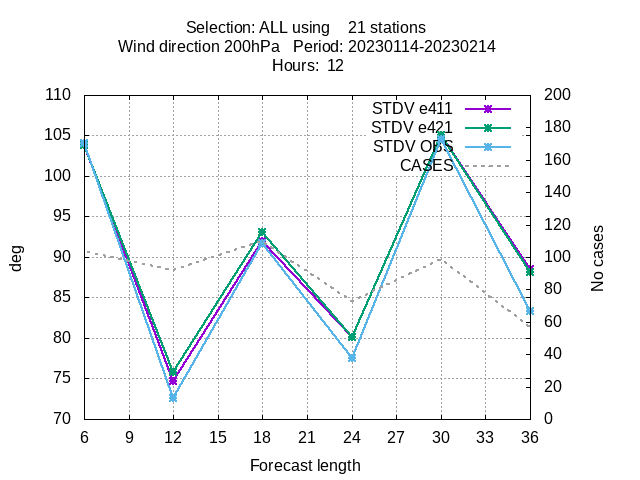 Selection: ALL using 21 stations
Wind direction 200hPa Period: 20230114-20230214
Hours: 12
110
105
100
95
90
85
80
75
70
deg
200
180
160
140
120
100
80
60
40
20
0
No cases
STDV e411
STDV e421
STDV OBS
CASES
6 9 12 15 18 21 24 27 30 33 36
Forecast length